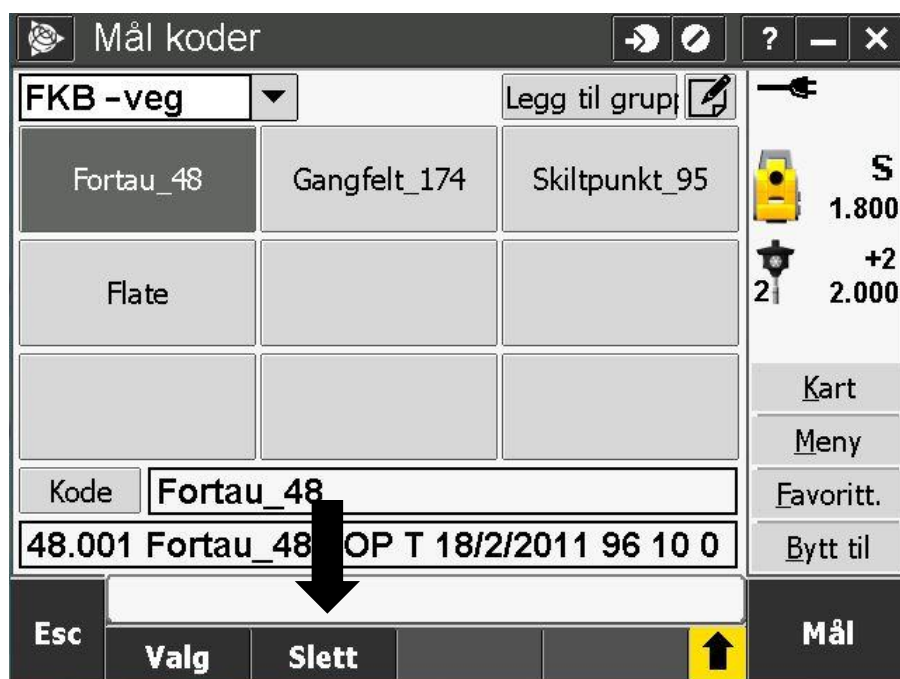 Mål koder
?
FKB -veg
Legg til grupp
Fortau_48
Gangfelt_174
Skiltpunkt_95
Flate
S
1.800
+2
2
2.000
Kart
Meny
Kode
Fortau_48
Favoritt.
48.001 Fortau_48 OP T 18/2/2011 96 10 0
Bytt til
Esc
Valg
Slett
Mål